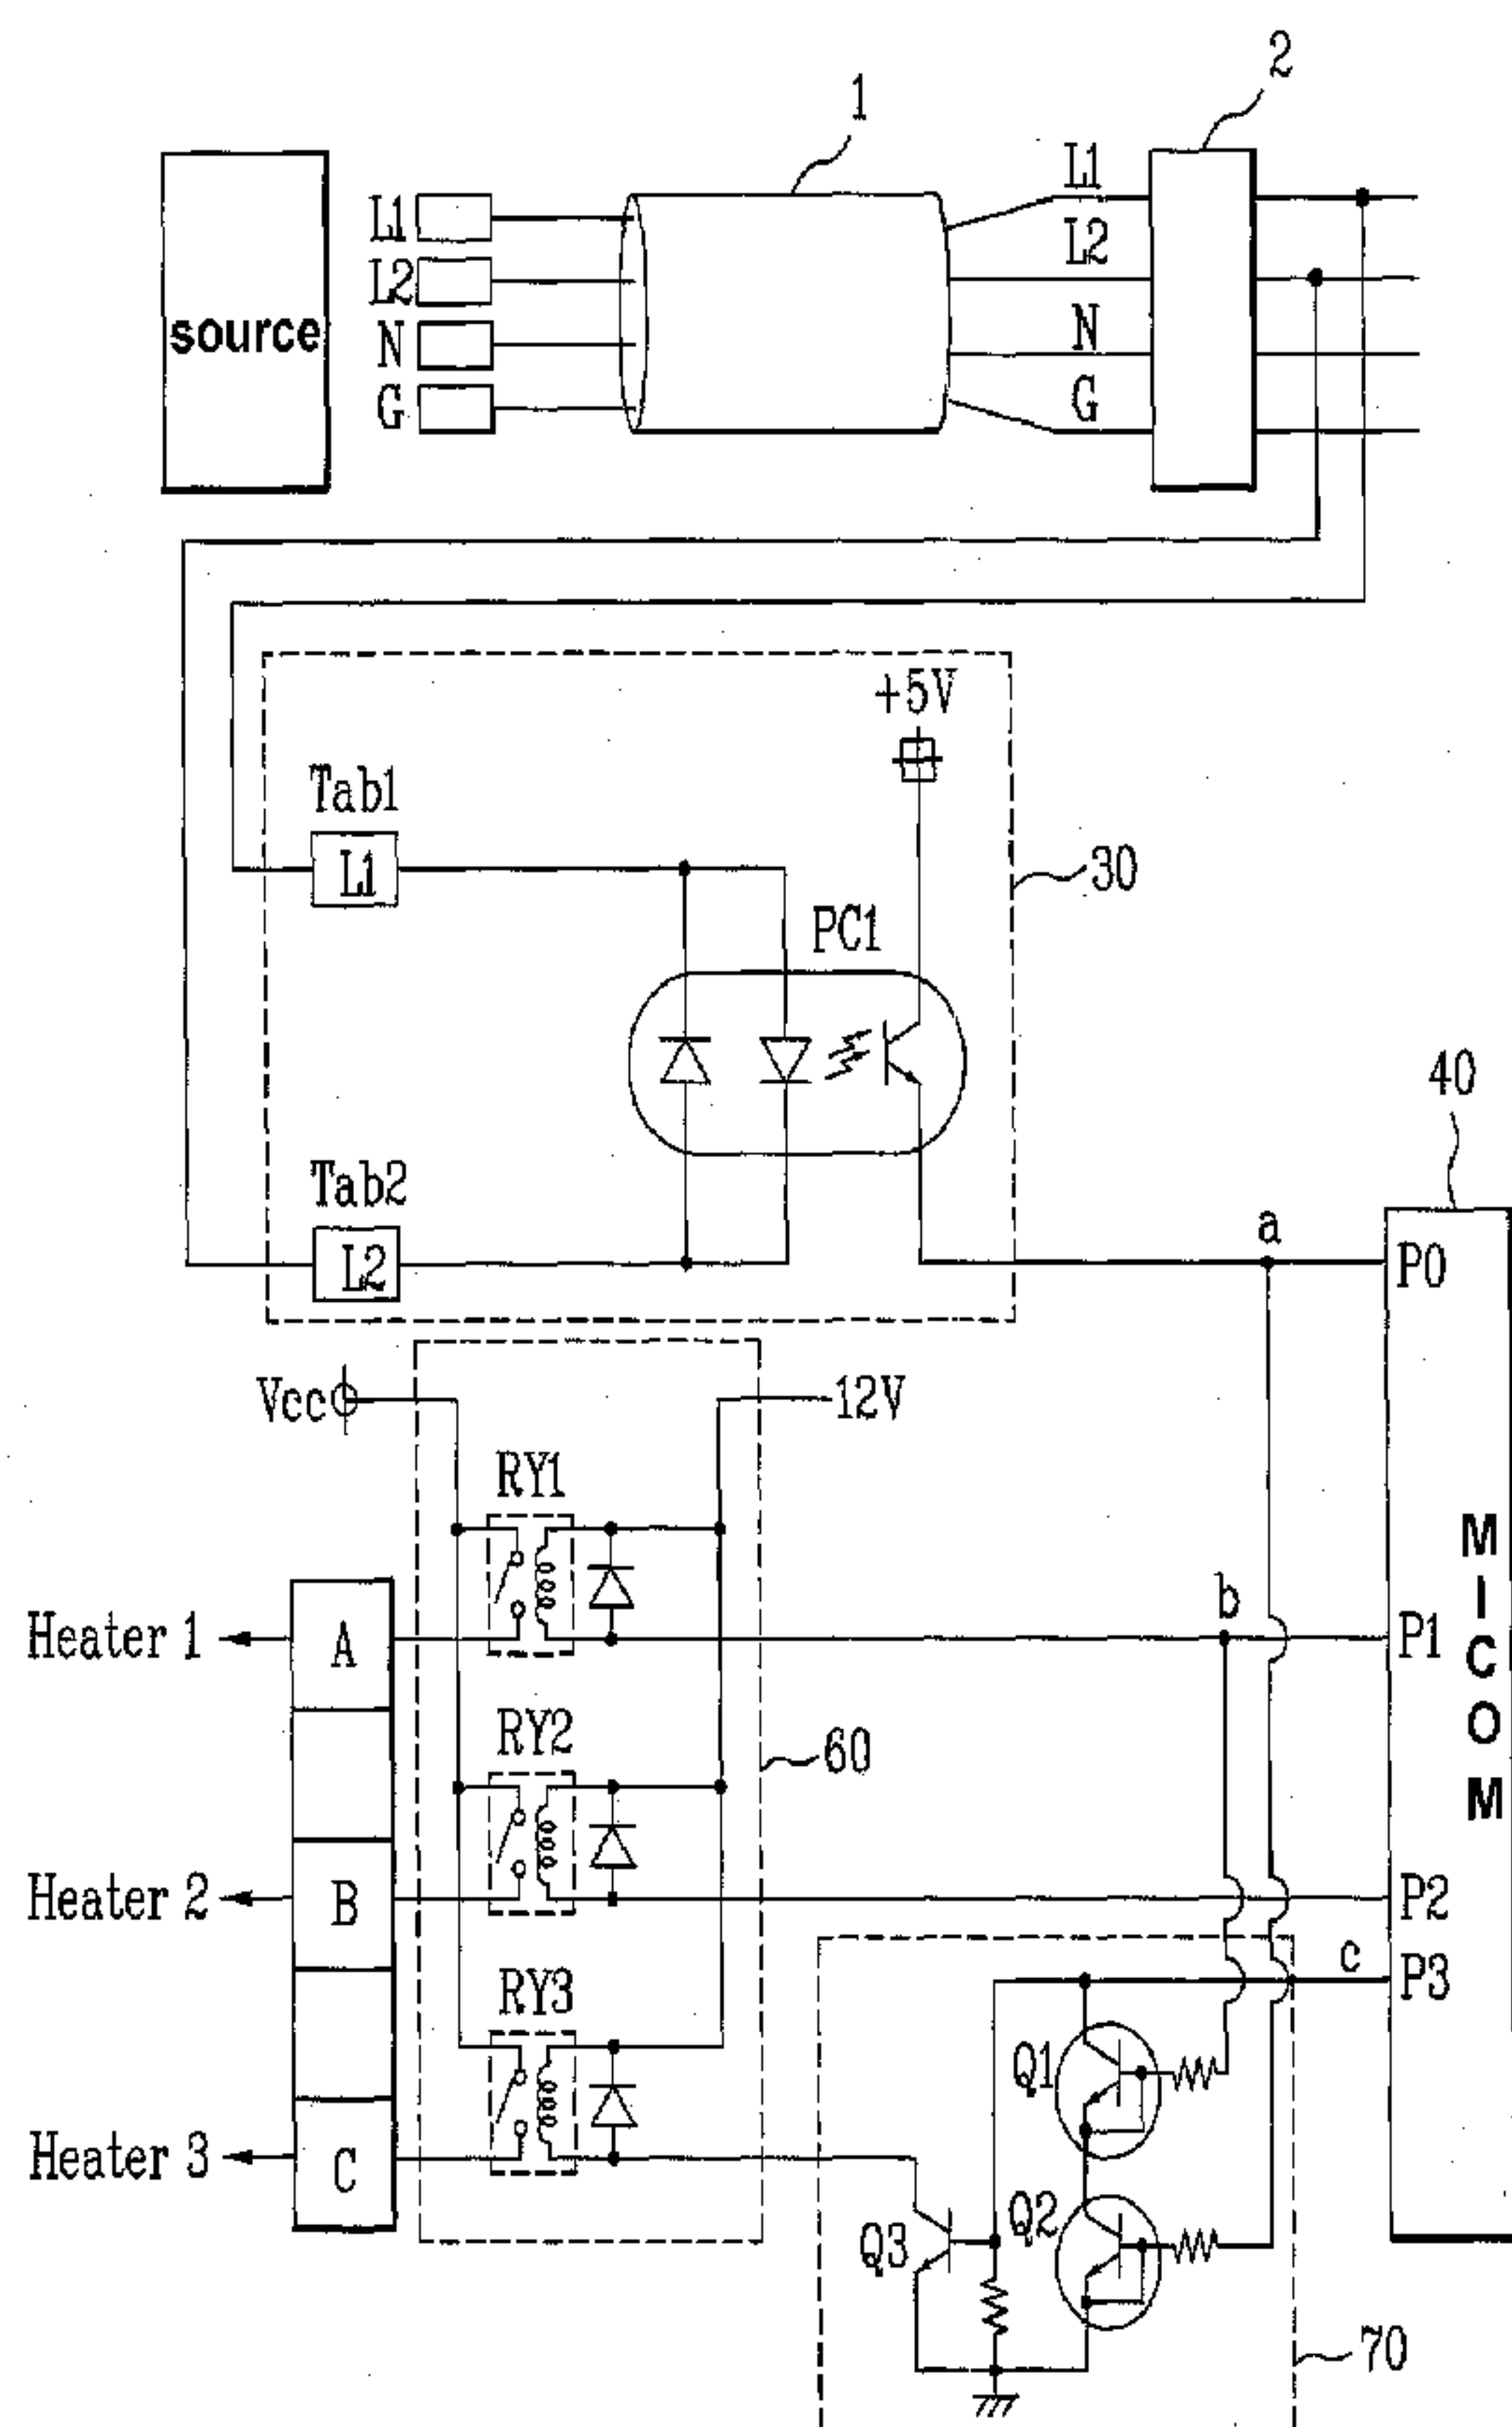 2
1
source
L1
L2
N
G
L1
L2
N
G
+5V
Tab1
L1
30
PC1
40
Tab2
L2
a
P0
Vcc
12V
RY1
Heater 1
A
b
P1
MICOM
RY2
60
Heater 2
B
P2
c
P3
RY3
Q1
Heater 3
C
Q2
Q3
70